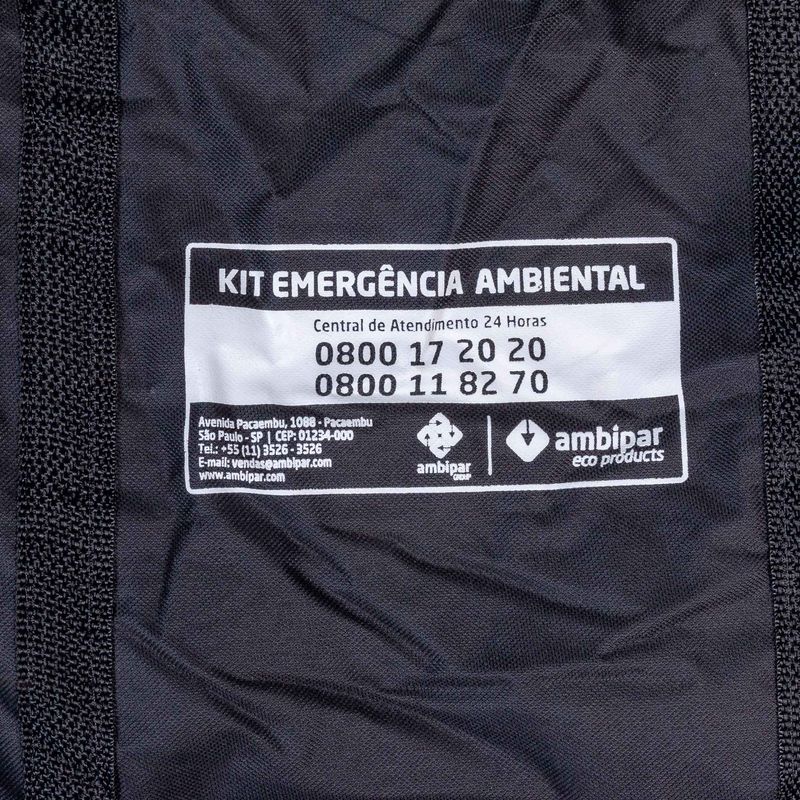 KIT EMERGÊNCIA AMBIENTAL
Central de Atendimento 24 Horas
0800 17 20 20
0800 11 82 70
Avenida Pacaembu, 1088 - Pacaembu
São Paulo - SP | CEP: 01234-000
Tel.: +55 (11) 3526 - 3526
E-mail: vendas@ambipar.com
www.ambipar.com
ambipar
GROUP
ambipar
eco products